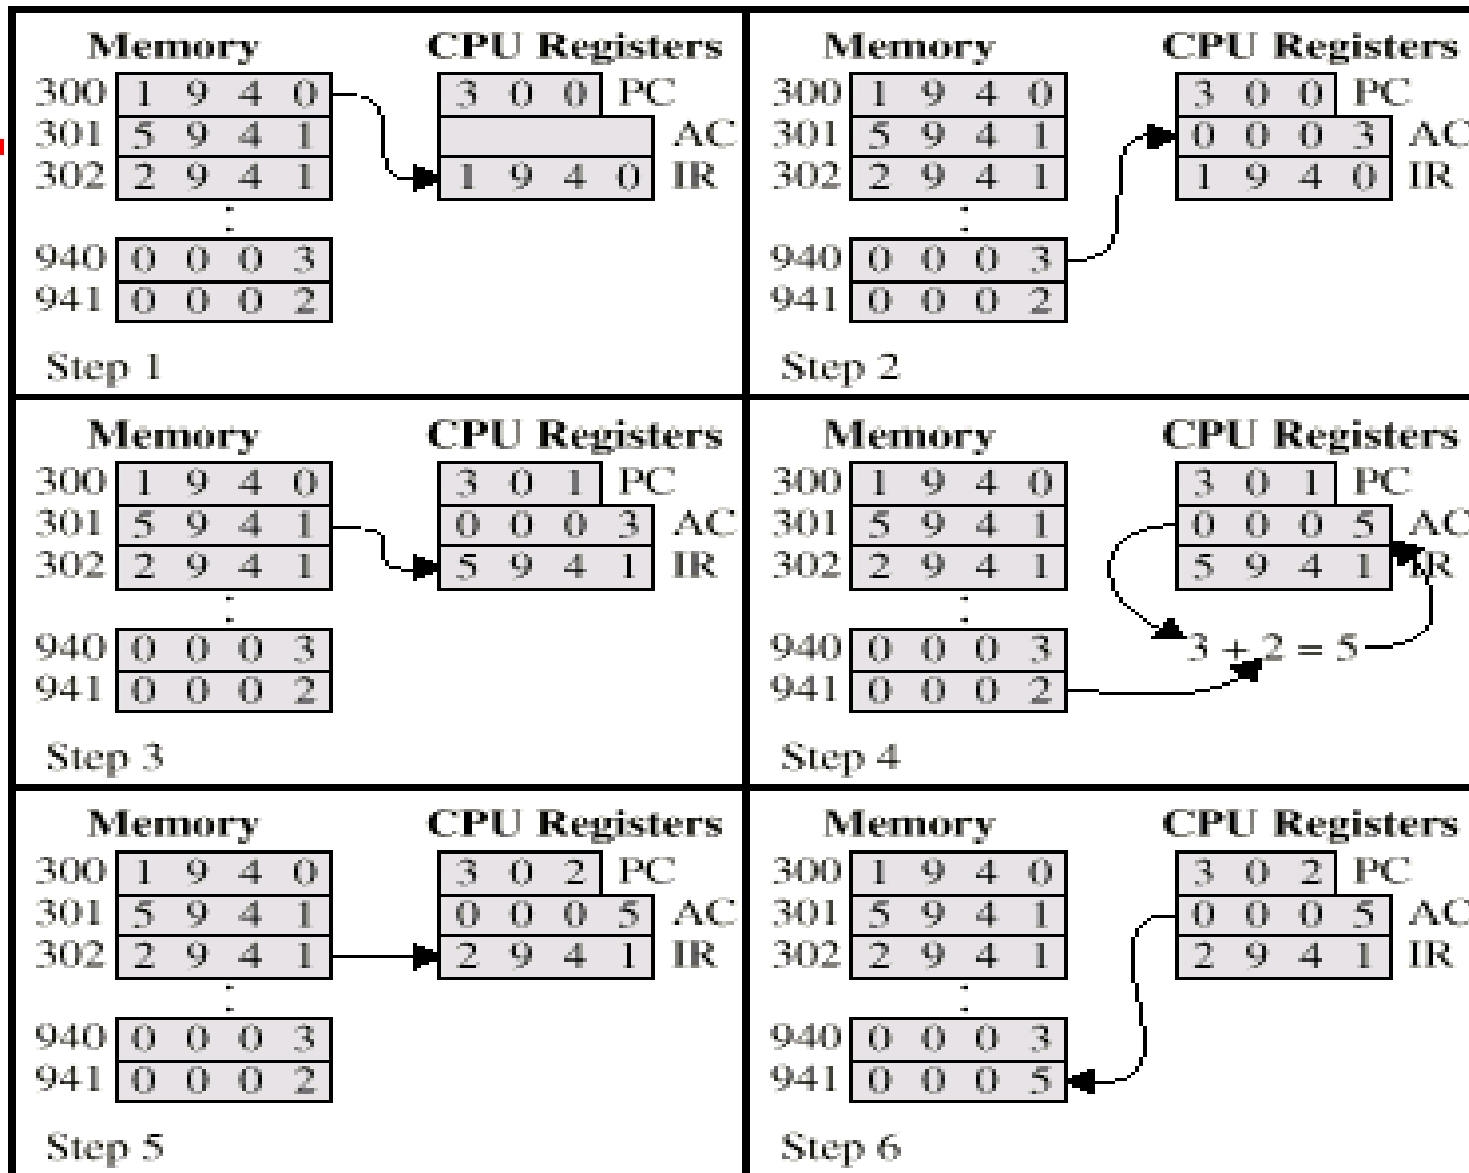 Memory CPU Registers
300 1 9 4 0 3 0 0 PC
301 5 9 4 1 AC
302 2 9 4 1 1 9 4 0 IR
940 0 0 0 3
941 0 0 0 2
Step 1
Memory CPU Registers
300 1 9 4 0 3 0 0 PC
301 5 9 4 1 0 0 0 3 AC
302 2 9 4 1 1 9 4 0 IR
940 0 0 0 3
941 0 0 0 2
Step 2
Memory CPU Registers
300 1 9 4 0 3 0 1 PC
301 5 9 4 1 0 0 0 3 AC
302 2 9 4 1 5 9 4 1 IR
940 0 0 0 3
941 0 0 0 2
Step 3
Memory CPU Registers
300 1 9 4 0 3 0 1 PC
301 5 9 4 1 0 0 0 5 AC
302 2 9 4 1 5 9 4 1 IR
940 0 0 0 3 3 + 2 = 5
941 0 0 0 2
Step 4
Memory CPU Registers
300 1 9 4 0 3 0 2 PC
301 5 9 4 1 0 0 0 5 AC
302 2 9 4 1 2 9 4 1 IR
940 0 0 0 3
941 0 0 0 2
Step 5
Memory CPU Registers
300 1 9 4 0 3 0 2 PC
301 5 9 4 1 0 0 0 5 AC
302 2 9 4 1 2 9 4 1 IR
940 0 0 0 3
941 0 0 0 5
Step 6